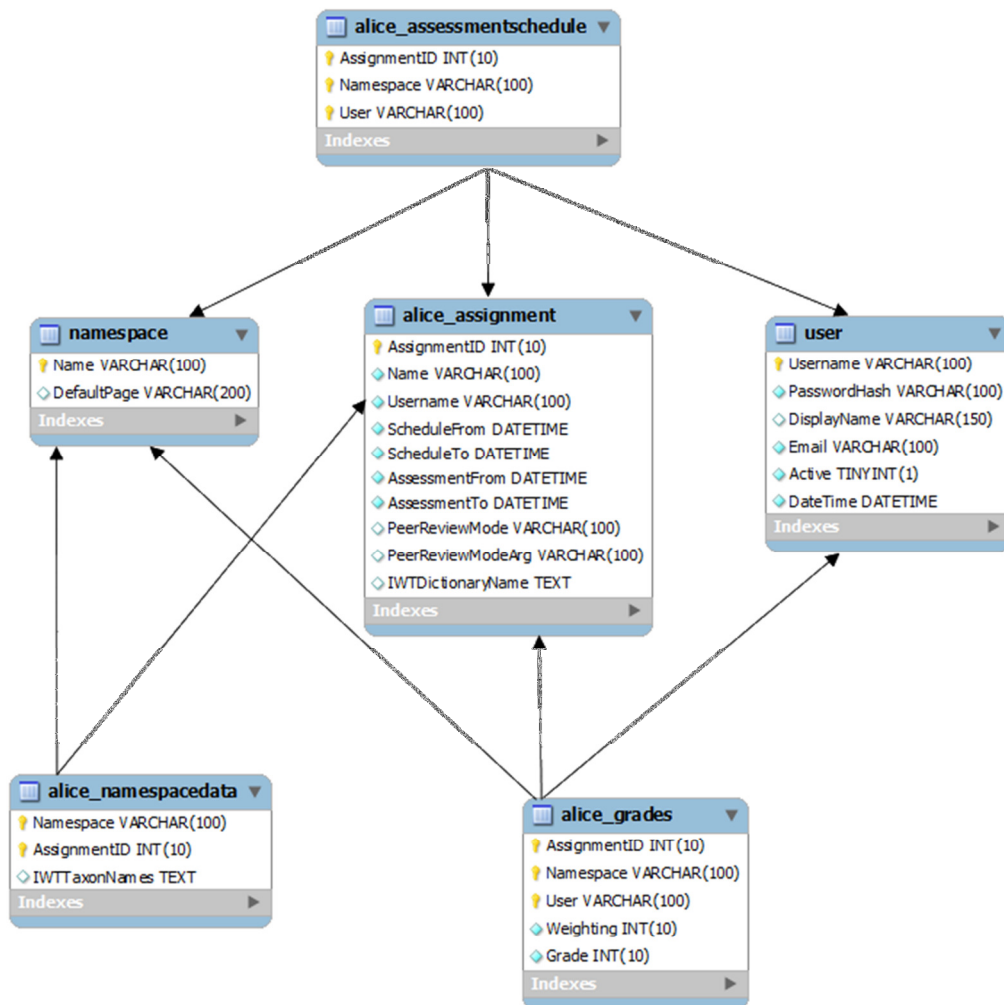 alice_assessmentschedule
AssignmentID INT(10)
Namespace VARCHAR(100)
User VARCHAR(100)
Indexes
namespace
Name VARCHAR(100)
DefaultPage VARCHAR(200)
Indexes
alice_assignment
AssignmentID INT(10)
Name VARCHAR(100)
Username VARCHAR(100)
ScheduleFrom DATETIME
ScheduleTo DATETIME
AssessmentFrom DATETIME
AssessmentTo DATETIME
PeerReviewMode VARCHAR(100)
PeerReviewModeArg VARCHAR(100)
IWTDictionaryName TEXT
Indexes
user
Username VARCHAR(100)
PasswordHash VARCHAR(100)
DisplayName VARCHAR(150)
Email VARCHAR(100)
Active TINYINT(1)
DateTime DATETIME
Indexes
alice_namespacedata
Namespace VARCHAR(100)
AssignmentID INT(10)
IWTTaxonNames TEXT
Indexes
alice_grades
AssignmentID INT(10)
Namespace VARCHAR(100)
User VARCHAR(100)
Weighting INT(10)
Grade INT(10)
Indexes